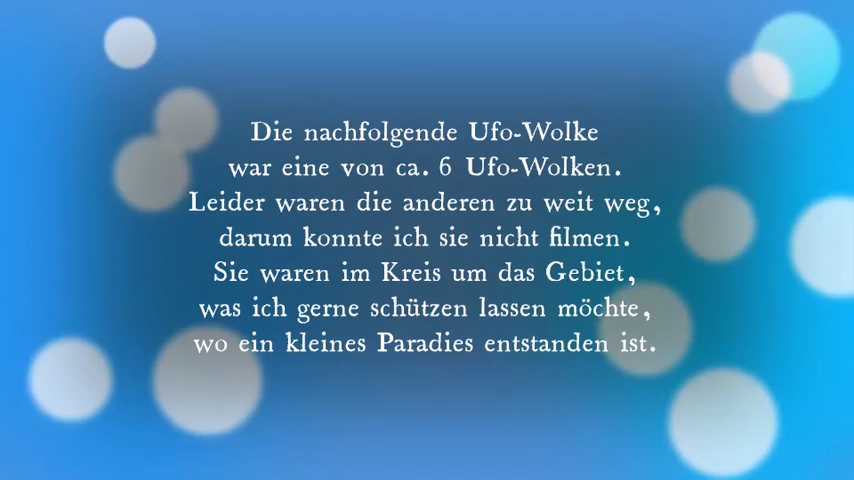 Die nachfolgende Ufo-Wolke
war eine von ca. 6 Ufo-Wolken.
Leider waren die anderen zu weit weg,
darum konnte ich sie nicht filmen.
Sie waren im Kreis um das Gebiet,
was ich gerne schützen lassen möchte,
wo ein kleines Paradies entstanden ist.